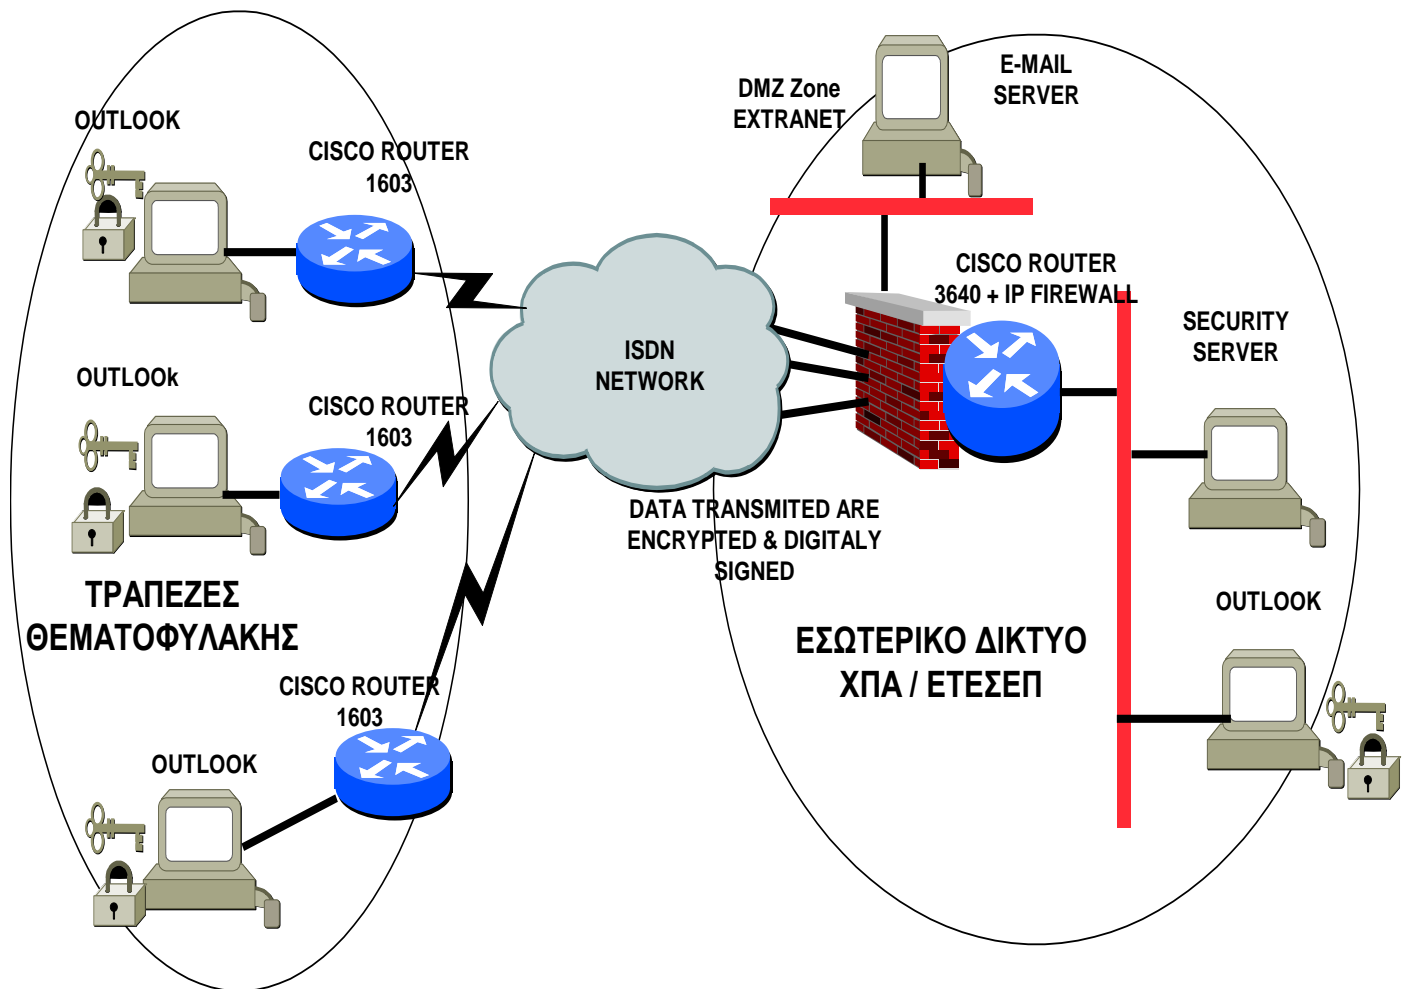 OUTLOOK
CISCO ROUTER
1603
OUTLOOk
CISCO ROUTER
1603
ΤΡΑΠΕΖΕΣ
ΘΕΜΑΤΟΦΥΛΑΚΗΣ
CISCO ROUTER
1603
OUTLOOK
ISDN
NETWORK
DATA TRANSMITED ARE
ENCRYPTED & DIGITALY
SIGNED
DMZ Zone
EXTRANET
E-MAIL
SERVER
CISCO ROUTER
3640 + IP FIREWALL
SECURITY
SERVER
OUTLOOK
ΕΣΩΤΕΡΙΚΟ ΔΙΚΤΥΟ
ΧΠΑ / ΕΤΕΣΕΠ